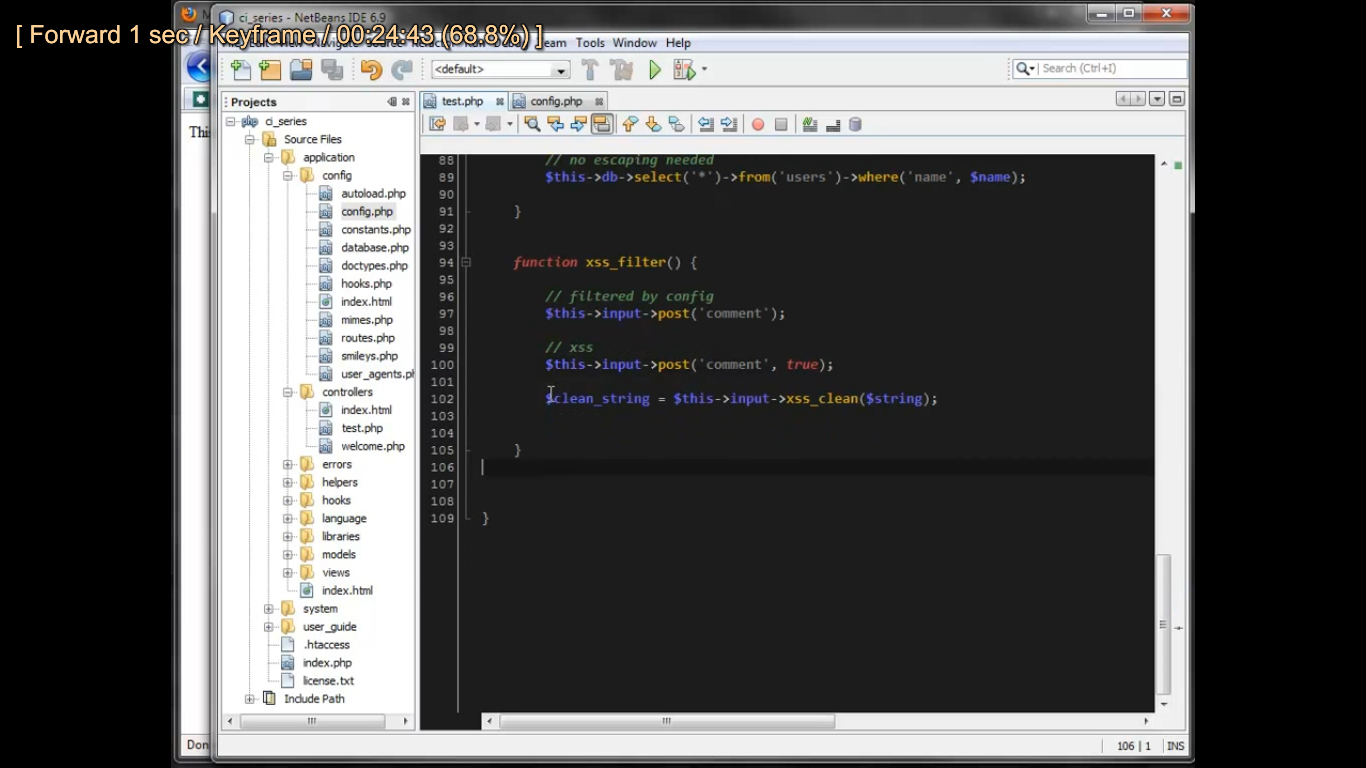 [ Forward 1 sec / Keyframe / 00:24:43 (68.8%) ]
ci_series - NetBeans IDE 6.9
Tools Window Help
<default>
Search (Ctrl+I)
Projects
test.php
config.php
ci_series
Source Files
application
config
autoload.php
config.php
constants.php
database.php
doctypes.php
hooks.php
index.html
mimes.php
routes.php
smileys.php
user_agents.ph
controllers
index.html
test.php
welcome.php
errors
helpers
hooks
language
libraries
models
views
index.html
system
user_guide
.htaccess
index.php
license.txt
Include Path
88 // no escaping needed
89 $this->db->select('*')->from('users')->where('name', $name);
90
91 }
92
93
94 function xss_filter() {
95
96 // filtered by config
97 $this->input->post('comment');
98
99 // xss
100 $this->input->post('comment', true);
101
102 $clean_string = $this->input->xss_clean($string);
103
104
105 }
106
107
108
109 }
Thi
Don
106 | 1 INS